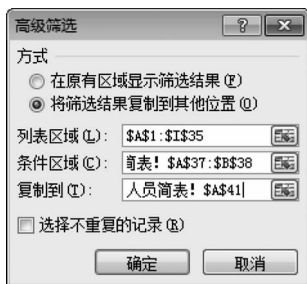 高级筛选
方式
在原有区域显示筛选结果(F)
将筛选结果复制到其他位置(O)
列表区域(L): $A$1:$I$35
条件区域(C): 简表! $A$37:$B$38
复制到(T): 人员简表! $A$41
选择不重复的记录(R)
确定 取消